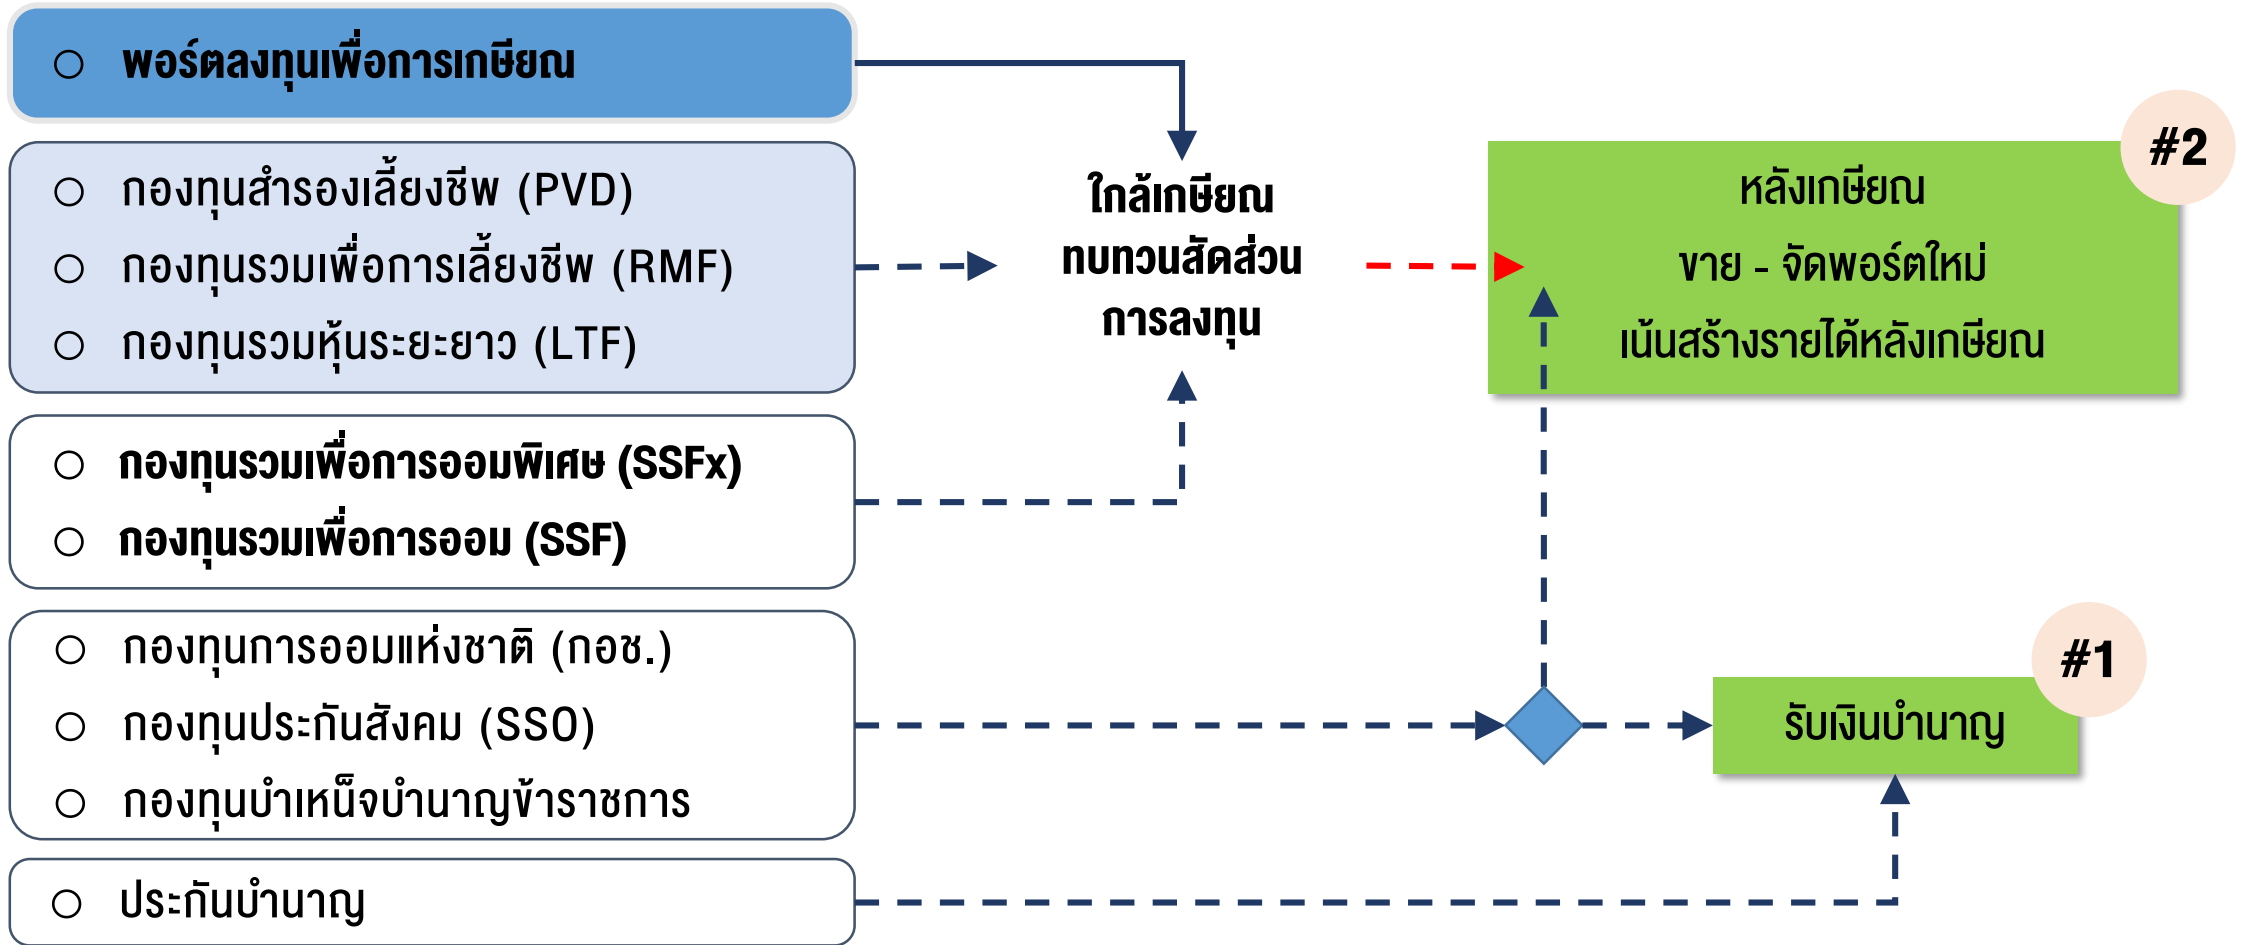 พอร์ตลงทุนเพื่อการเกษียณ
กองทุนสำรองเลี้ยงชีพ (PVD)
กองทุนรวมเพื่อการเลี้ยงชีพ (RMF)
กองทุนรวมหุ้นระยะยาว (LTF)
กองทุนรวมเพื่อการออมพิเศษ (SSFx)
กองทุนรวมเพื่อการออม (SSF)
กองทุนการออมแห่งชาติ (กอช.)
กองทุนประกันสังคม (SSO)
กองทุนบำเหน็จบำนาญข้าราชการ
ประกันบำนาญ
ใกล้เกษียณ
ทบทวนสัดส่วน
การลงทุน
#2
หลังเกษียณ
ขาย - จัดพอร์ตใหม่
เน้นสร้างรายได้หลังเกษียณ
#1
รับเงินบำนาญ